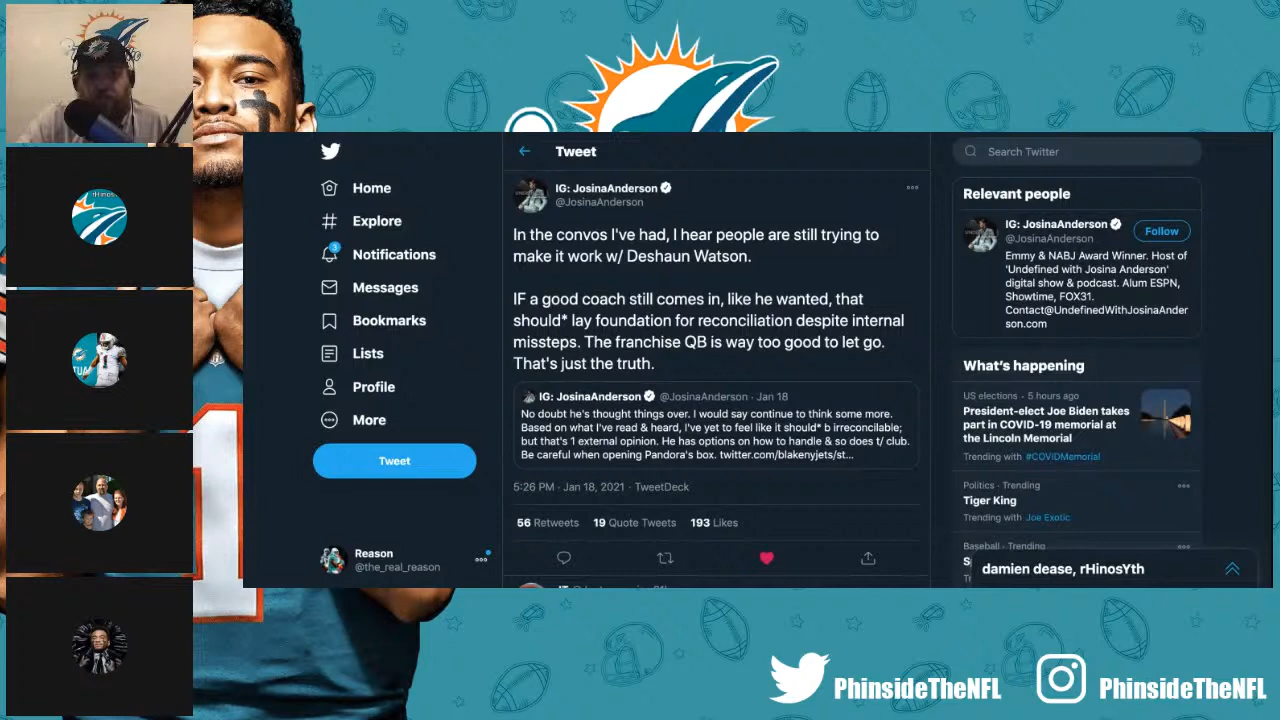 Home
Explore
3
Notifications
Messages
Bookmarks
Lists
Profile
More
Tweet
Reason
@the_real_reason
Tweet
IG: JosinaAnderson
@JosinaAnderson
In the convos I've had, I hear people are still trying to
make it work w/ Deshaun Watson.
IF a good coach still comes in, like he wanted, that
should* lay foundation for reconciliation despite internal
missteps. The franchise QB is way too good to let go.
That's just the truth.
IG: JosinaAnderson @JosinaAnderson · Jan 18
No doubt he's thought things over. I would say continue to think some more.
Based on what I've read & heard, I've yet to feel like it should* b irreconcilable;
but that's 1 external opinion. He has options on how to handle & so does t/ club.
Be careful when opening Pandora's box. twitter.com/blakenyjets/st...
5:26 PM · Jan 18, 2021 · TweetDeck
56 Retweets 19 Quote Tweets 193 Likes
Search Twitter
Relevant people
IG: JosinaAnderson
@JosinaAnderson
Follow
Emmy & NABJ Award Winner. Host of
'Undefined with Josina Anderson'
digital show & podcast. Alum ESPN,
Showtime, FOX31.
Contact@UndefinedWithJosinaAnder
son.com
What's happening
US elections · 5 hours ago
President-elect Joe Biden takes
part in COVID-19 memorial at
the Lincoln Memorial
Trending with #COVIDMemorial
Politics · Trending
Tiger King
Trending with Joe Exotic
Baseball · Trending
damien dease, rHinosYth
PhinsideTheNFL
PhinsideTheNFL